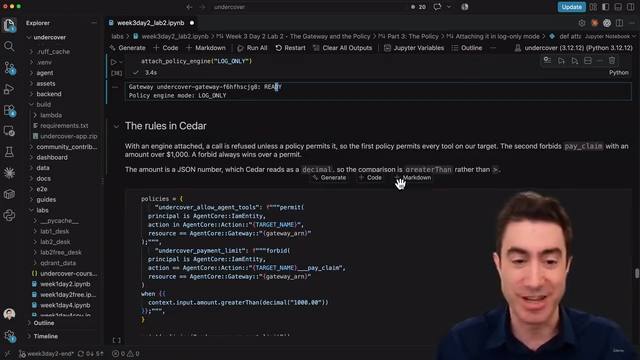 undercover
20
Update
Explorer
week3day2_lab2.ipynb
undercover
.ruff_cache
.venv
agent
assets
backend
build
lambda
requirements.txt
undercover-app.zip
community_contrib...
data
docs
e2e
guides
labs
__pycache__
lab1_desk
lab2_desk
lab2free_desk
qdrant_data
undercover-cours...
week1day2.ipynb
week1day2free.ipynb
week1day4.ipynb
Outline
Timeline
labs > week3day2_lab2.ipynb > Week 3 Day 2 Lab 2 - The Gateway and the Policy > Part 3: The Policy > Attaching it in log-only mode > def attach_policy_engine
Generate + Code + Markdown Run All Restart Clear All Outputs Jupyter Variables Outline
undercover (3.12.12)
attach_policy_engine("LOG_ONLY")
[38] 3.4s
Python
Gateway undercover-gateway-f6hfhscjg8: READY
Policy engine mode: LOG_ONLY
The rules in Cedar
With an engine attached, a call is refused unless a policy permits it, so the first policy permits every tool on our target. The second forbids pay_claim
with an amount over $1,000. A forbid always wins over a permit.
The amount is a JSON number, which Cedar reads as a decimal, so the comparison is greaterThan rather than >.
Generate + Code + Markdown
policies = {
"undercover_allow_agent_tools": f"""permit(
principal is AgentCore::IamEntity,
action in AgentCore::Action::"{TARGET_NAME}",
resource == AgentCore::Gateway::"{gateway_arn}"
);""",
"undercover_payment_limit": f"""forbid(
principal is AgentCore::IamEntity,
action == AgentCore::Action::"{TARGET_NAME}___pay_claim",
resource == AgentCore::Gateway::"{gateway_arn}"
)
when {{
context.input.amount.greaterThan(decimal("1000.00"))
}};""",
}
week3day2-end*